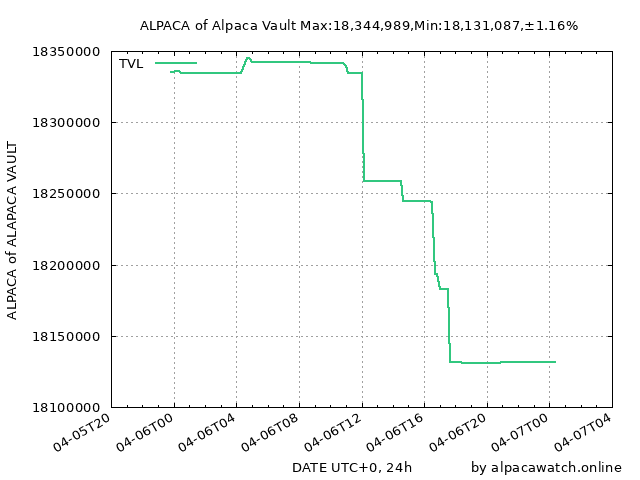 ALPACA of Alpaca Vault Max:18,344,989,Min:18,131,087,±1.16%
TVL
18350000
18300000
18250000
18200000
18150000
18100000
ALPACA of ALAPACA VAULT
04-05T20
04-06T00
04-06T04
04-06T08
04-06T12
04-06T16
04-06T20
04-07T00
04-07T04
DATE UTC+0, 24h
by alpacawatch.online